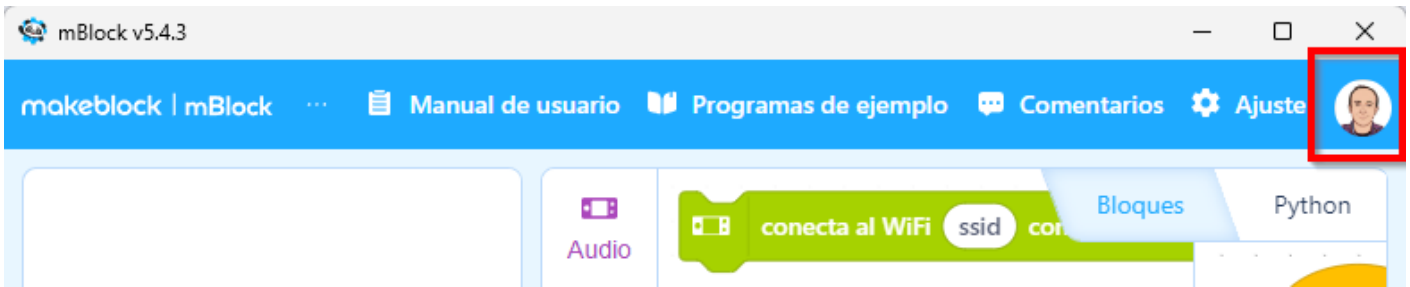 mBlock v5.4.3
makeblock | mBlock ··· Manual de usuario Programas de ejemplo Comentarios Ajuste
Bloques Python
conecta al WiFi ssid con
Audio